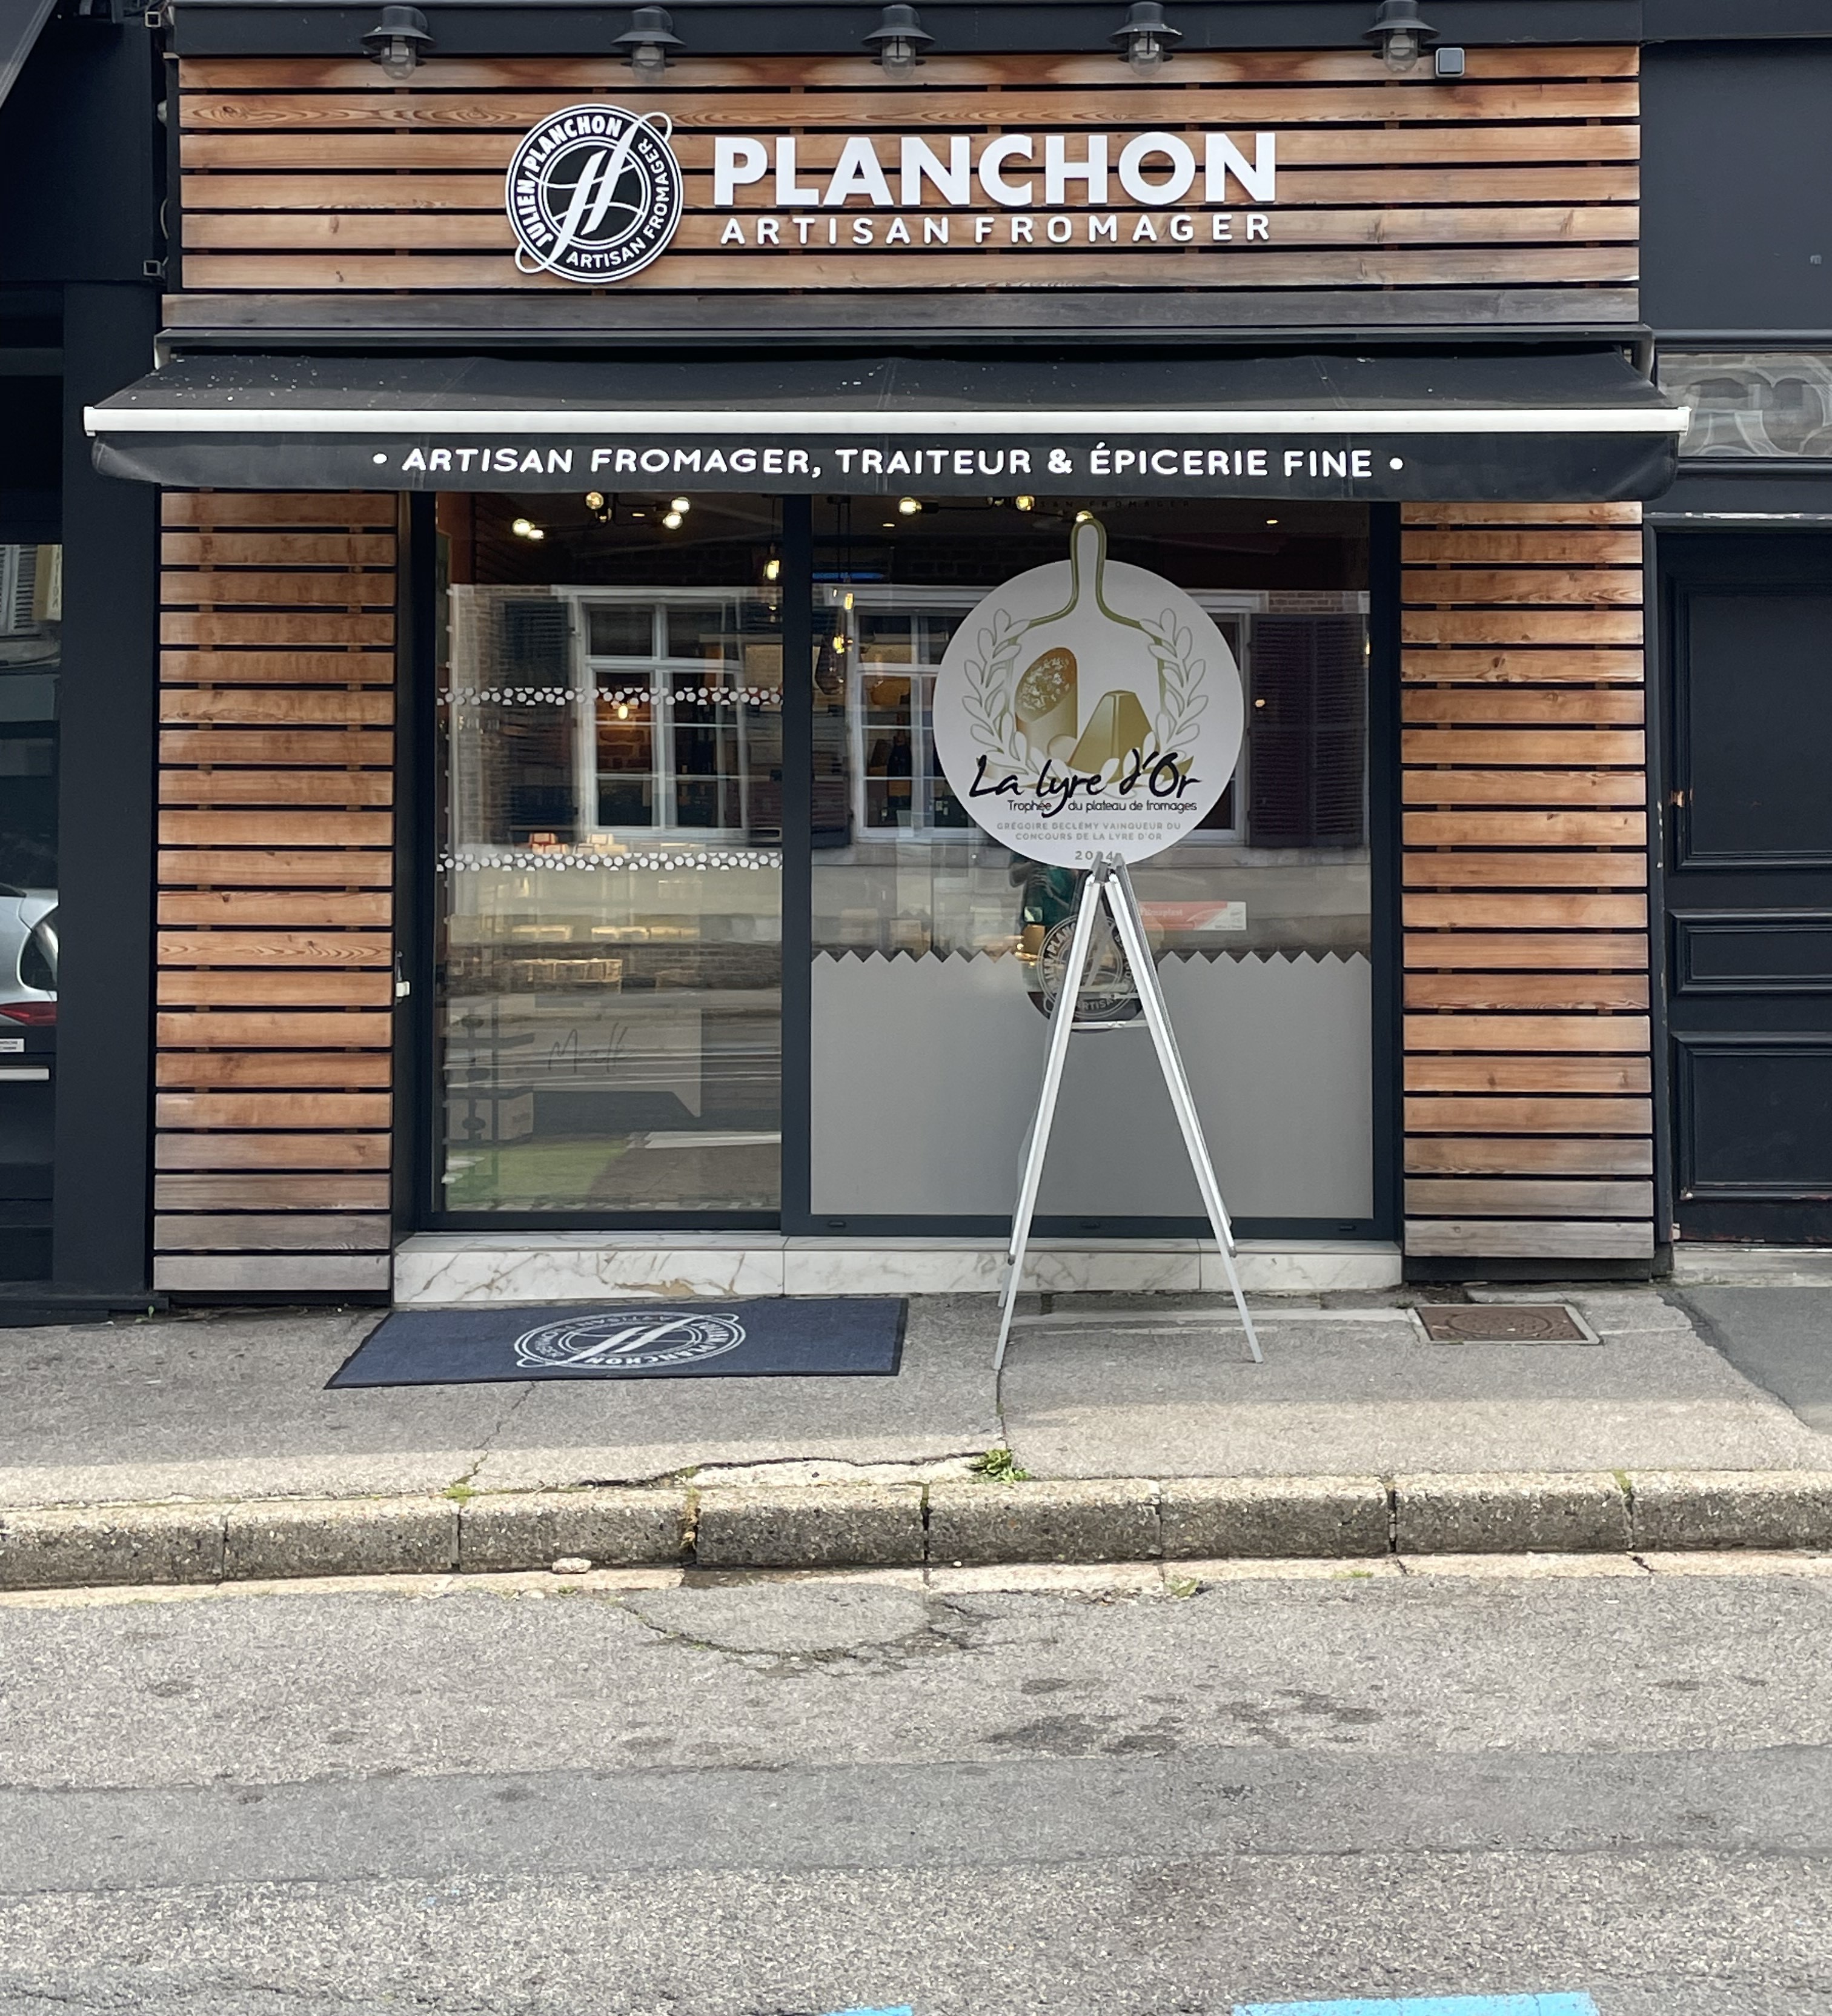 JULIEN PLANCHON
ARTISAN FROMAGER
PLANCHON
ARTISAN FROMAGER
• ARTISAN FROMAGER, TRAITEUR & ÉPICERIE FINE •
La lyre d'Or
Trophée du plateau de fromages
GRÉGOIRE DECLÉMY VAINQUEUR DU
CONCOURS DE LA LYRE D'OR
2024
JULIEN PLANCHON
ARTISAN FROMAGER